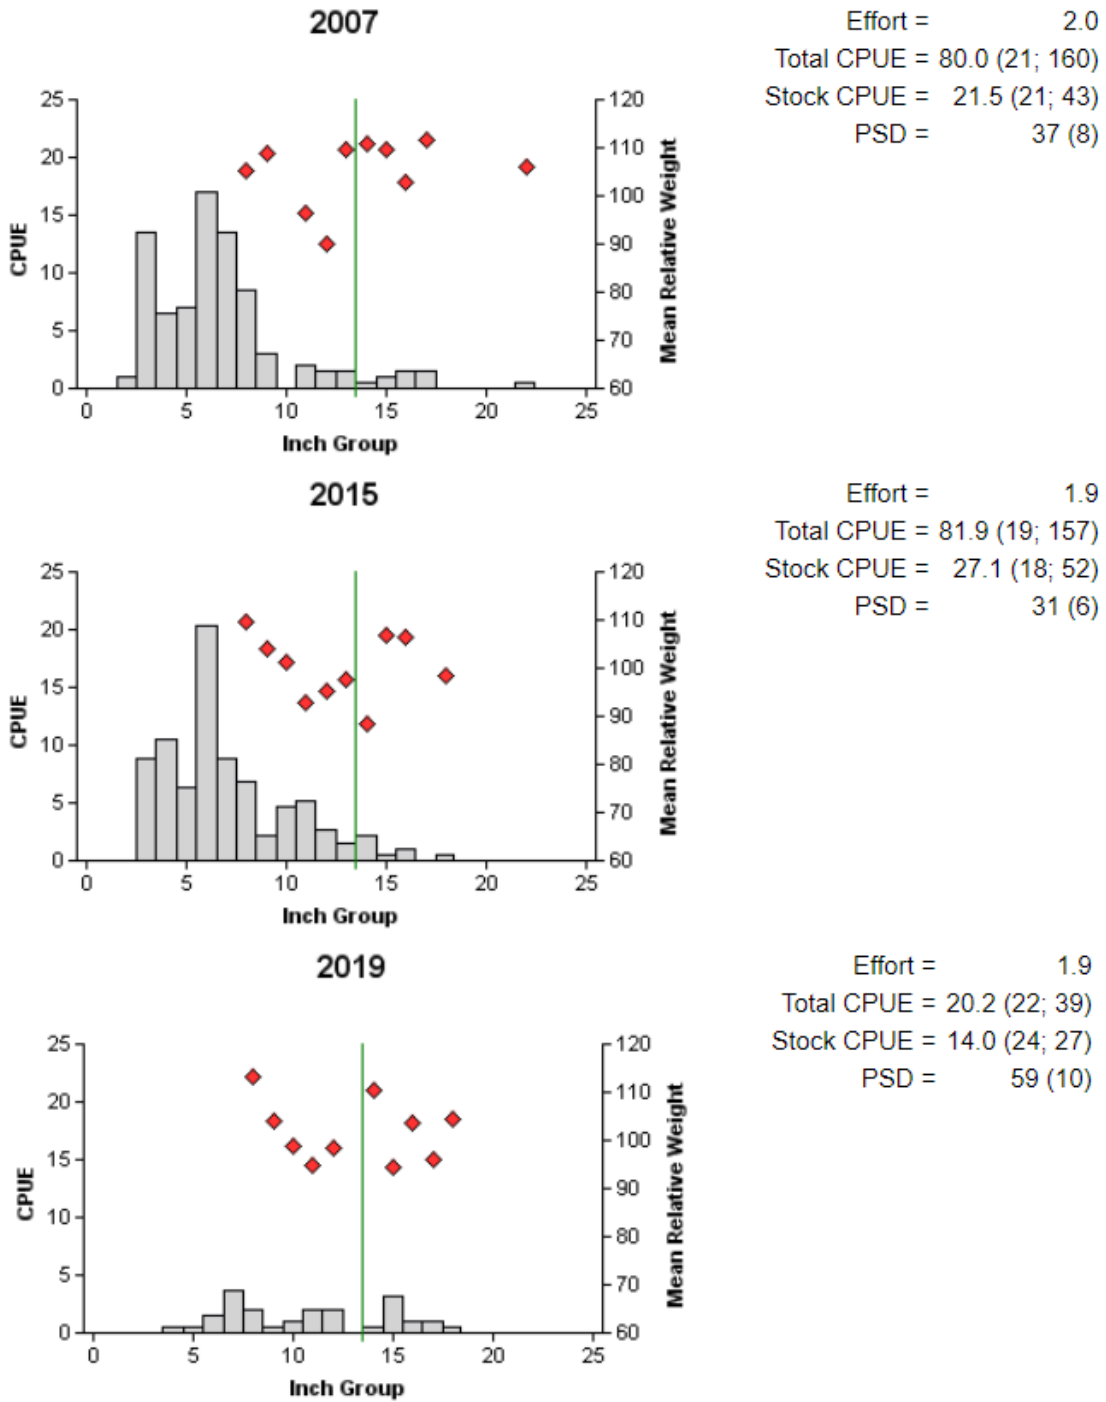 2007
Effort = 2.0
Total CPUE = 80.0 (21; 160)
Stock CPUE = 21.5 (21; 43)
PSD = 37 (8)
25 120
20 110
15 100
10 90
5 80
0 70
60
CPUE
Mean Relative Weight
0 5 10 15 20 25
Inch Group
2015
Effort = 1.9
Total CPUE = 81.9 (19; 157)
Stock CPUE = 27.1 (18; 52)
PSD = 31 (6)
25 120
20 110
15 100
10 90
5 80
0 70
60
CPUE
Mean Relative Weight
0 5 10 15 20 25
Inch Group
2019
Effort = 1.9
Total CPUE = 20.2 (22; 39)
Stock CPUE = 14.0 (24; 27)
PSD = 59 (10)
25 120
20 110
15 100
10 90
5 80
0 70
60
CPUE
Mean Relative Weight
0 5 10 15 20 25
Inch Group